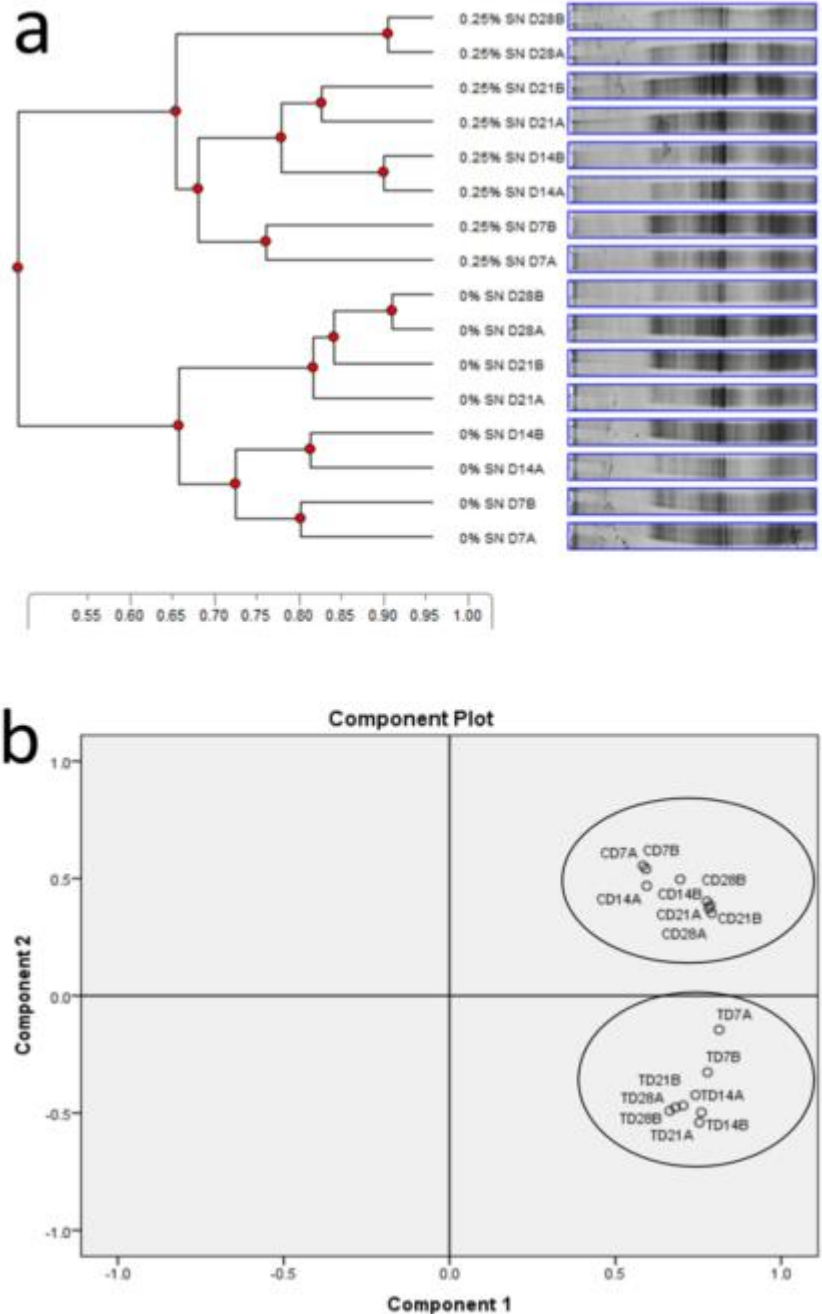 a
0.25% SN D28B
0.25% SN D28A
0.25% SN D21B
0.25% SN D21A
0.25% SN D14B
0.25% SN D14A
0.25% SN D7B
0.25% SN D7A
0% SN D28B
0% SN D28A
0% SN D21B
0% SN D21A
0% SN D14B
0% SN D14A
0% SN D7B
0% SN D7A
0.55 0.60 0.65 0.70 0.75 0.80 0.85 0.90 0.95 1.00
b
Component Plot
Component 2
1.0
0.5
0.0
-0.5
-1.0
CD7A CD7B
CD28B
CD14A CD14B
CD21A CD21B
CD28A
TD7A
TD7B
TD21B
TD28A TD14A
TD28B
TD21A TD14B
-1.0 -0.5 0.0 0.5 1.0
Component 1